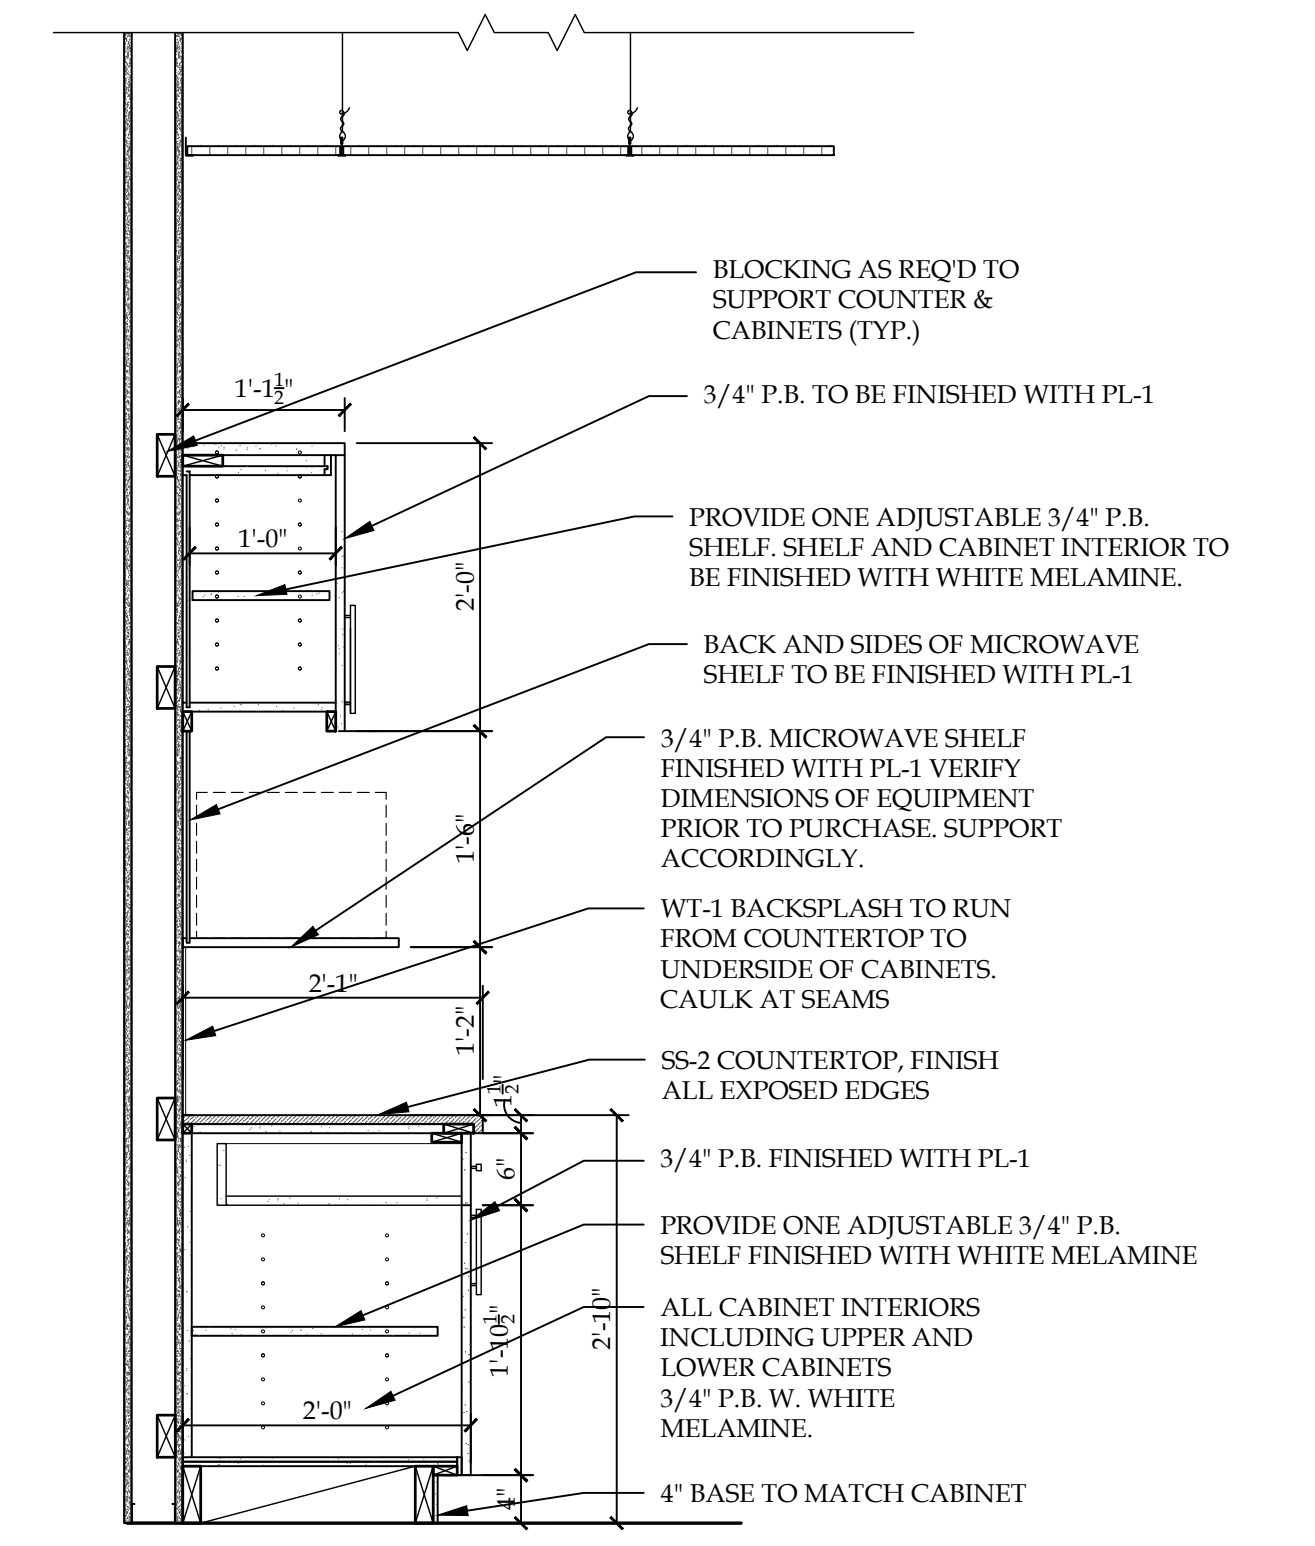 BLOCKING AS REQ'D TO
SUPPORT COUNTER &
CABINETS (TYP.)
1'-1 1/2"
3/4" P.B. TO BE FINISHED WITH PL-1
PROVIDE ONE ADJUSTABLE 3/4" P.B.
SHELF. SHELF AND CABINET INTERIOR TO
BE FINISHED WITH WHITE MELAMINE.
1'-0"
2'-0"
BACK AND SIDES OF MICROWAVE
SHELF TO BE FINISHED WITH PL-1
3/4" P.B. MICROWAVE SHELF
FINISHED WITH PL-1 VERIFY
DIMENSIONS OF EQUIPMENT
PRIOR TO PURCHASE. SUPPORT
ACCORDINGLY.
1'-6"
WT-1 BACKSPLASH TO RUN
FROM COUNTERTOP TO
UNDERSIDE OF CABINETS.
CAULK AT SEAMS
2'-1"
1'-2"
SS-2 COUNTERTOP, FINISH
ALL EXPOSED EDGES
1 1/2"
3/4" P.B. FINISHED WITH PL-1
6"
PROVIDE ONE ADJUSTABLE 3/4" P.B.
SHELF FINISHED WITH WHITE MELAMINE
ALL CABINET INTERIORS
INCLUDING UPPER AND
LOWER CABINETS
3/4" P.B. W. WHITE
MELAMINE.
1'-10 1/2"
2'-10"
2'-0"
4" BASE TO MATCH CABINET
4"